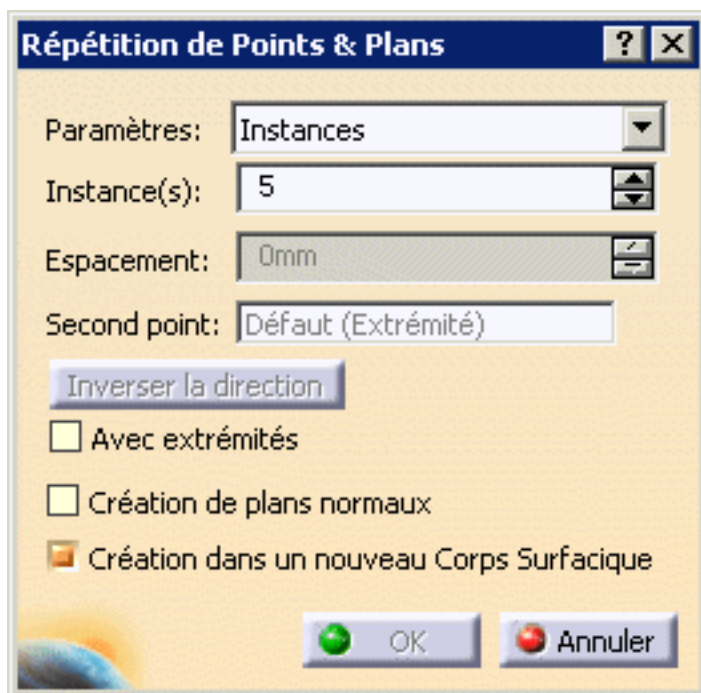 Répétition de Points & Plans ? X
Paramètres: Instances
Instance(s): 5
Espacement: 0mm
Second point: Défaut (Extrémité)
Inverser la direction
Avec extrémités
Création de plans normaux
Création dans un nouveau Corps Surfacique
OK Annuler